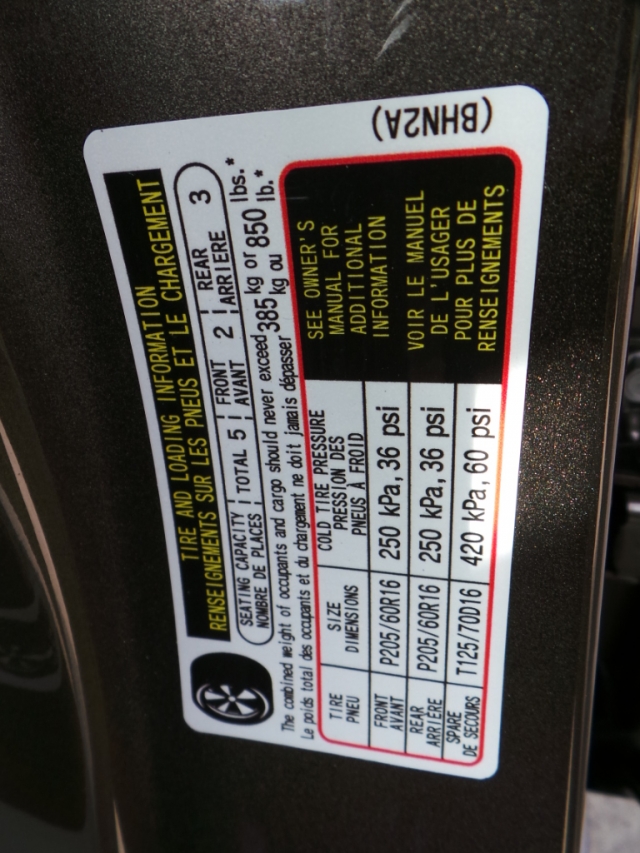 TIRE AND LOADING INFORMATION
RENSEIGNEMENTS SUR LES PNEUS ET LE CHARGEMENT
SEATING CAPACITY
NOMBRE DE PLACES
TOTAL 5
FRONT
AVANT
2
REAR
ARRIÈRE
3
The combined weight of occupants and cargo should never exceed 385 kg or 850 lbs.*
Le poids total des occupants et du chargement ne doit jamais dépasser kg ou lb.*
TIRE
PNEU
SIZE
DIMENSIONS
COLD TIRE PRESSURE
PRESSION DES
PNEUS À FROID
FRONT
AVANT
P205/60R16
250 kPa, 36 psi
REAR
ARRIÈRE
P205/60R16
250 kPa, 36 psi
SPARE
DE SECOURS
T125/70D16
420 kPa, 60 psi
SEE OWNER'S
MANUAL FOR
ADDITIONAL
INFORMATION
VOIR LE MANUEL
DE L'USAGER
POUR PLUS DE
RENSEIGNEMENTS
(BHN2A)